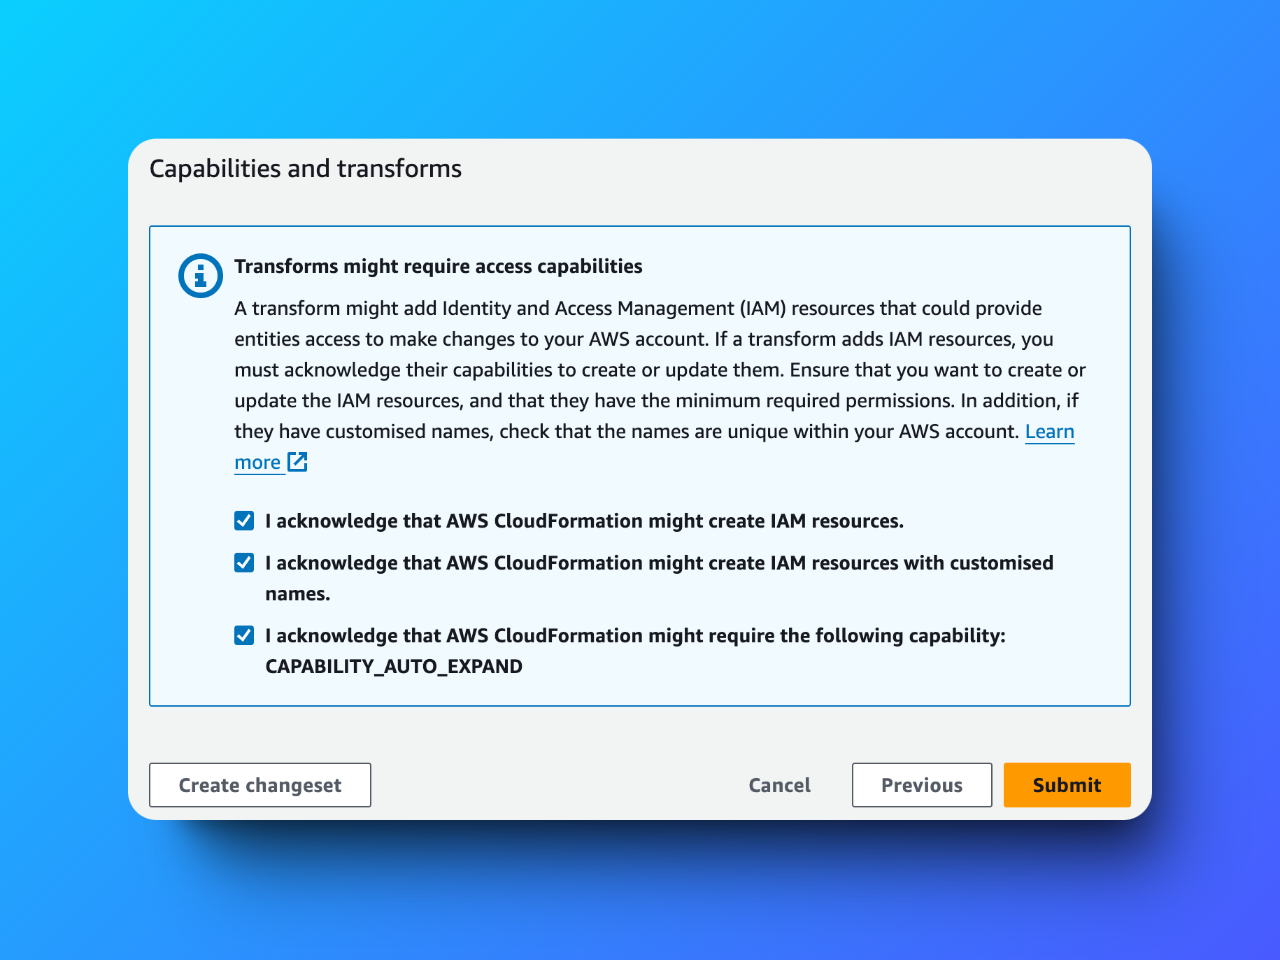 Capabilities and transforms
Transforms might require access capabilities
A transform might add Identity and Access Management (IAM) resources that could provide
entities access to make changes to your AWS account. If a transform adds IAM resources, you
must acknowledge their capabilities to create or update them. Ensure that you want to create or
update the IAM resources, and that they have the minimum required permissions. In addition, if
they have customised names, check that the names are unique within your AWS account. Learn
more
I acknowledge that AWS CloudFormation might create IAM resources.
I acknowledge that AWS CloudFormation might create IAM resources with customised
names.
I acknowledge that AWS CloudFormation might require the following capability:
CAPABILITY_AUTO_EXPAND
Create changeset Cancel Previous Submit